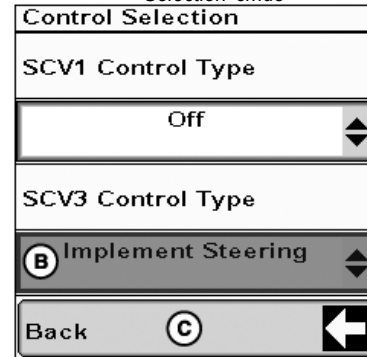 Control Selection
SCV1 Control Type
Off
SCV3 Control Type
B Implement Steering
Back C